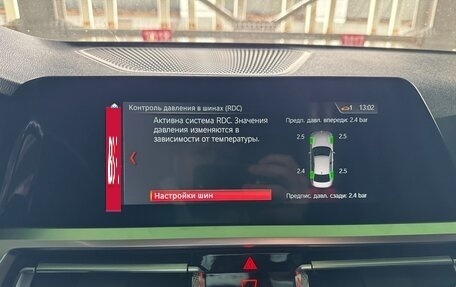 Контроль давления в шинах (RDC)
1 13:02
Активна система RDC. Значения
давления изменяются в
зависимости от температуры.
Предп. давл. впереди: 2.4 bar
2.5 2.5
2.4 2.5
Настройки шин
Предпис. давл. сзади: 2.4 bar